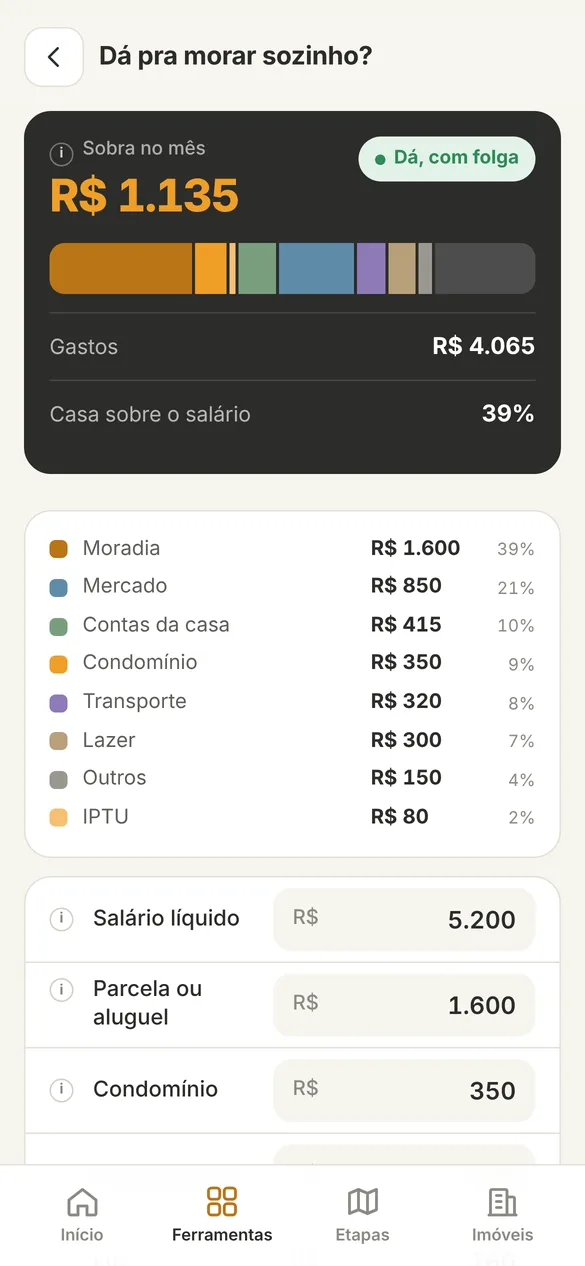 Dá pra morar sozinho?
Sobra no mês
Dá, com folga
R$ 1.135
Gastos R$ 4.065
Casa sobre o salário 39%
Moradia R$ 1.600 39%
Mercado R$ 850 21%
Contas da casa R$ 415 10%
Condomínio R$ 350 9%
Transporte R$ 320 8%
Lazer R$ 300 7%
Outros R$ 150 4%
IPTU R$ 80 2%
Salário líquido R$ 5.200
Parcela ou
aluguel R$ 1.600
Condomínio R$ 350
Início Ferramentas Etapas Imóveis